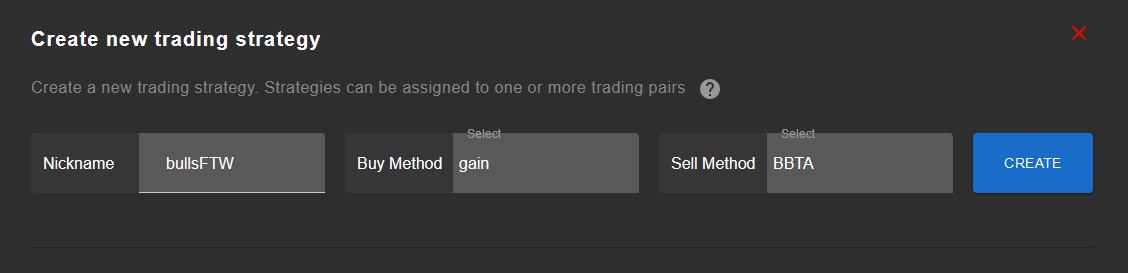 Create new trading strategy
Create a new trading strategy. Strategies can be assigned to one or more trading pairs ?
Nickname bullsFTW
Buy Method Select gain
Sell Method Select BBTA
CREATE